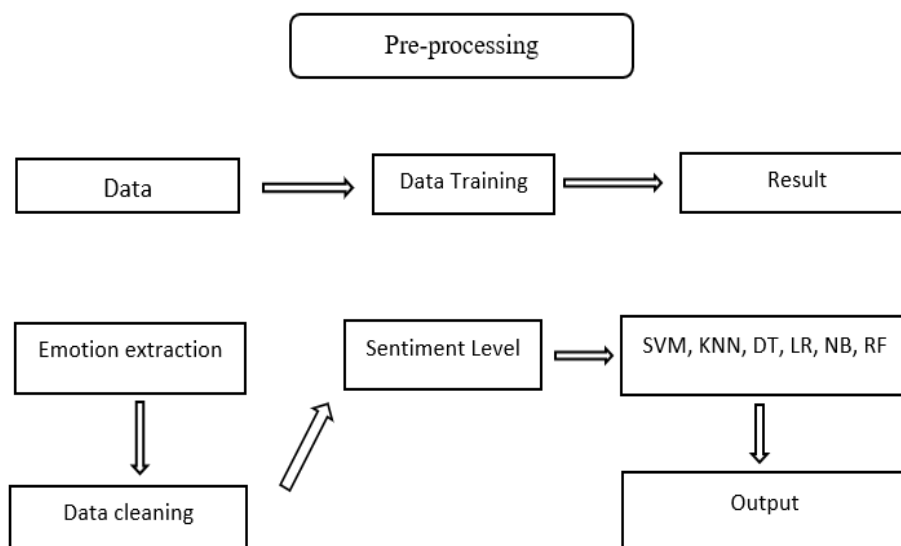 Pre-processing
Data
Data Training
Result
Emotion extraction
Sentiment Level
SVM, KNN, DT, LR, NB, RF
Data cleaning
Output